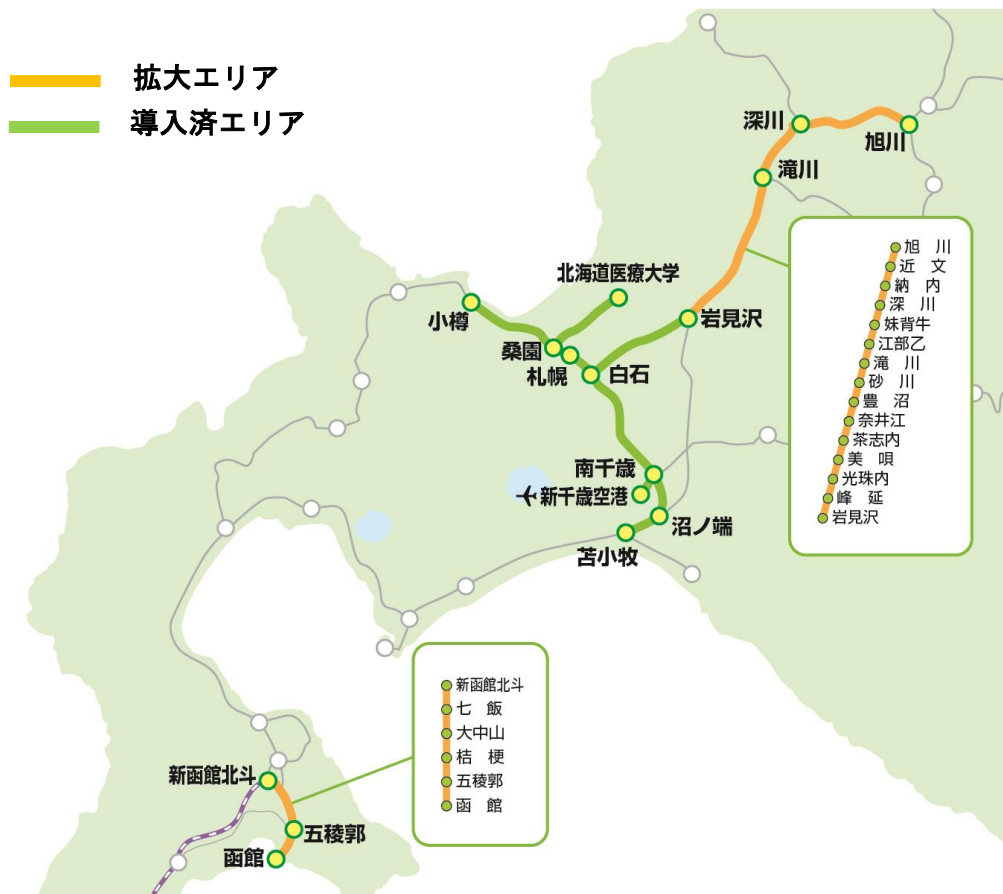 拡大エリア
導入済エリア
深川
旭川
滝川
北海道医療大学
小樽
岩見沢
桑園
札幌
白石
南千歳
新千歳空港
沼ノ端
苫小牧
旭 川
近 文
納 内
深 川
妹背牛
江部乙
滝 川
砂 川
豊 沼
奈井江
茶志内
美 唄
光珠内
峰 延
岩見沢
新函館北斗
七 飯
大中山
桔 梗
五稜郭
函 館
新函館北斗
五稜郭
函館